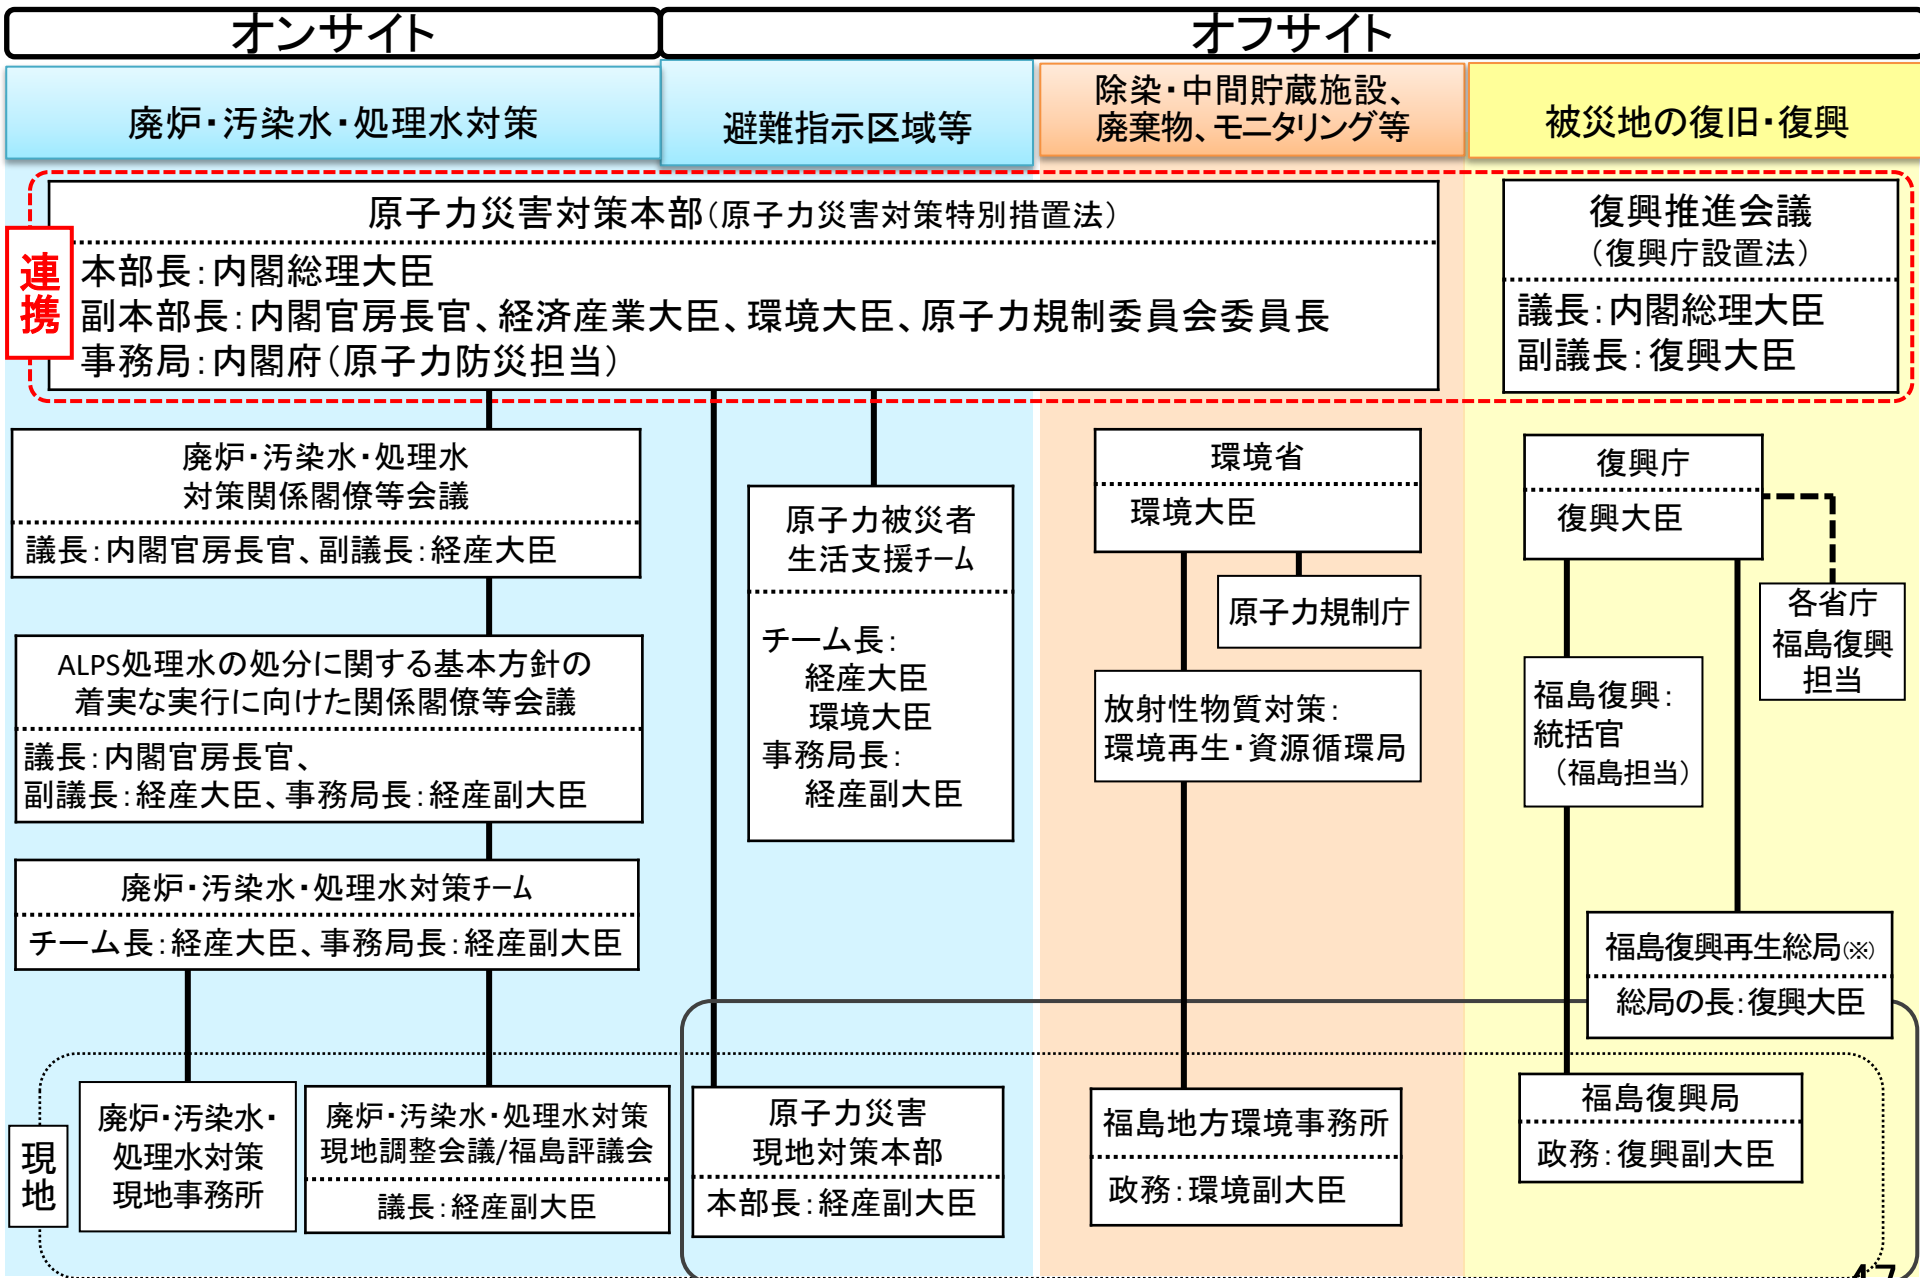 オンサイト
オフサイト
廃炉・汚染水・処理水対策
避難指示区域等
除染・中間貯蔵施設、
廃棄物、モニタリング等
被災地の復旧・復興
連携
原子力災害対策本部（原子力災害対策特別措置法）
本部長：内閣総理大臣
副本部長：内閣官房長官、経済産業大臣、環境大臣、原子力規制委員会委員長
事務局：内閣府（原子力防災担当）
復興推進会議
（復興庁設置法）
議長：内閣総理大臣
副議長：復興大臣
廃炉・汚染水・処理水
対策関係閣僚等会議
議長：内閣官房長官、副議長：経産大臣
ALPS処理水の処分に関する基本方針の
着実な実行に向けた関係閣僚等会議
議長：内閣官房長官、
副議長：経産大臣、事務局長：経産副大臣
廃炉・汚染水・処理水対策チーム
チーム長：経産大臣、事務局長：経産副大臣
原子力被災者
生活支援チーム
チーム長：
経産大臣
環境大臣
事務局長：
経産副大臣
環境省
環境大臣
原子力規制庁
放射性物質対策：
環境再生・資源循環局
復興庁
復興大臣
各省庁
福島復興
担当
福島復興：
統括官
（福島担当）
福島復興再生総局(※)
総局の長：復興大臣
現地
廃炉・汚染水・
処理水対策
現地事務所
廃炉・汚染水・処理水対策
現地調整会議/福島評議会
議長：経産副大臣
原子力災害
現地対策本部
本部長：経産副大臣
福島地方環境事務所
政務：環境副大臣
福島復興局
政務：復興副大臣